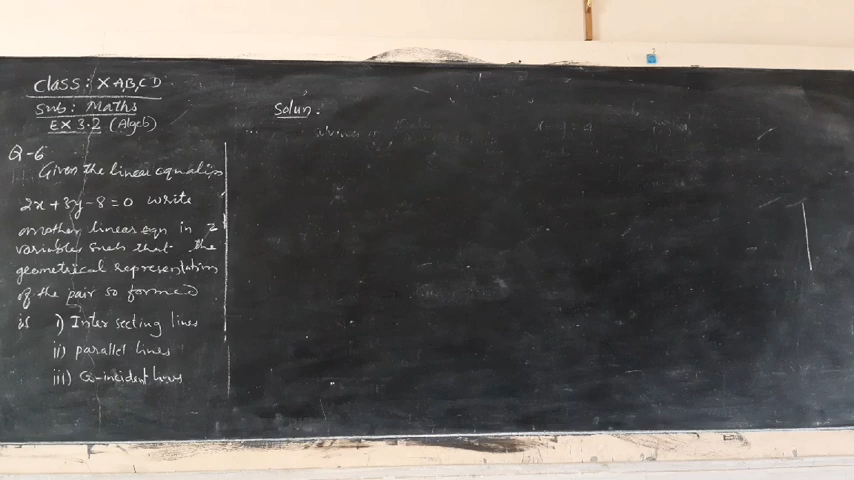 Class: X A,B,C D
Sub: Maths
EX 3.2 (Algeb)
Q-6
Given the linear equation
2x + 3y - 8 = 0 write
another linear eqn in 2
variables such that the
geometrical representation
of the pair so formed
is i) Inter secting lines
ii) parallel lines
iii) Co-incident lines
Solun.